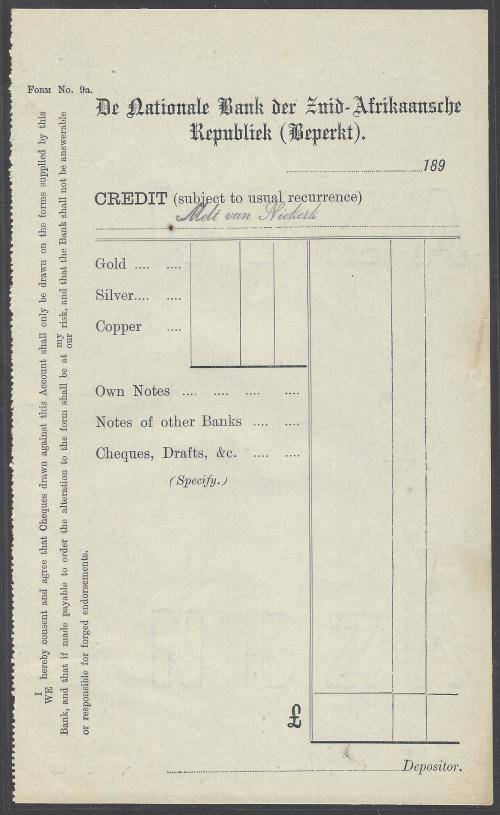 FORM No. 9a.
De Nationale Bank der Zuid-Afrikaansche
Republiek (Beperkt).
189
CREDIT (subject to usual recurrence)
Melt van Niekerk
Gold .... ....
Silver.... ....
Copper ....
Own Notes .... .... .... ....
Notes of other Banks .... ....
Cheques, Drafts, &c. .... ....
(Specify.)
£
Depositor.
I
WE hereby consent and agree that Cheques drawn against this Account shall only be drawn on the forms supplied by this
Bank, and that if made payable to order the alteration to the form shall be at my
our risk, and that the Bank shall not be answerable
or responsible for forged endorsements.